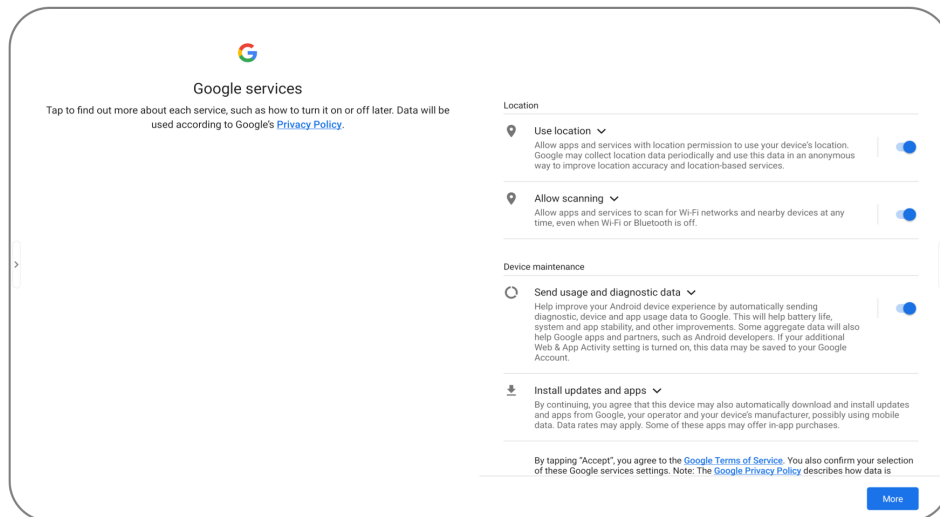 Google services
Tap to find out more about each service, such as how to turn it on or off later. Data will be
used according to Google's Privacy Policy.
Location
Use location
Allow apps and services with location permission to use your device's location.
Google may collect location data periodically and use this data in an anonymous
way to improve location accuracy and location-based services.
Allow scanning
Allow apps and services to scan for Wi-Fi networks and nearby devices at any
time, even when Wi-Fi or Bluetooth is off.
Device maintenance
Send usage and diagnostic data
Help improve your Android device experience by automatically sending
diagnostic, device and app usage data to Google. This will help battery life,
system and app stability, and other improvements. Some aggregate data will also
help Google apps and partners, such as Android developers. If your additional
Web & App Activity setting is turned on, this data may be saved to your Google
Account.
Install updates and apps
By continuing, you agree that this device may also automatically download and install updates
and apps from Google, your operator and your device's manufacturer, possibly using mobile
data. Data rates may apply. Some of these apps may offer in-app purchases.
By tapping "Accept", you agree to the Google Terms of Service. You also confirm your selection
of these Google services settings. Note: The Google Privacy Policy describes how data is
More